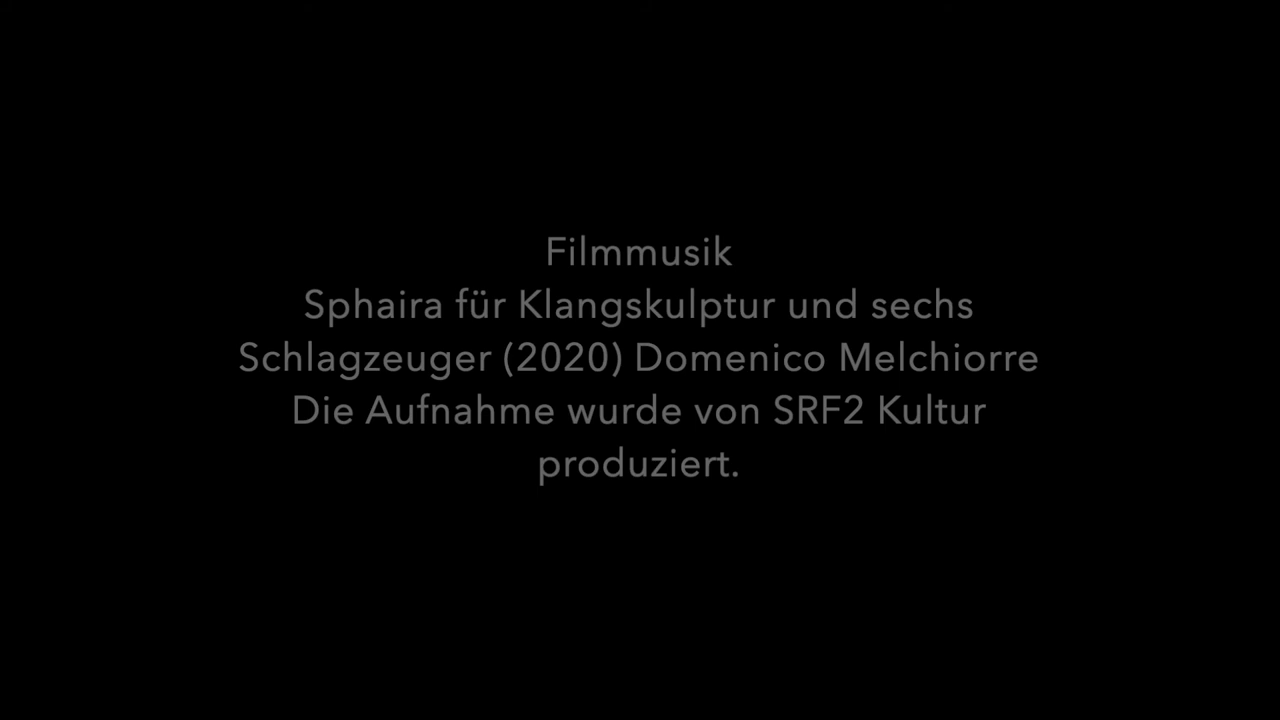 Filmmusik
Sphaira für Klangskulptur und sechs
Schlagzeuger (2020) Domenico Melchiorre
Die Aufnahme wurde von SRF2 Kultur
produziert.